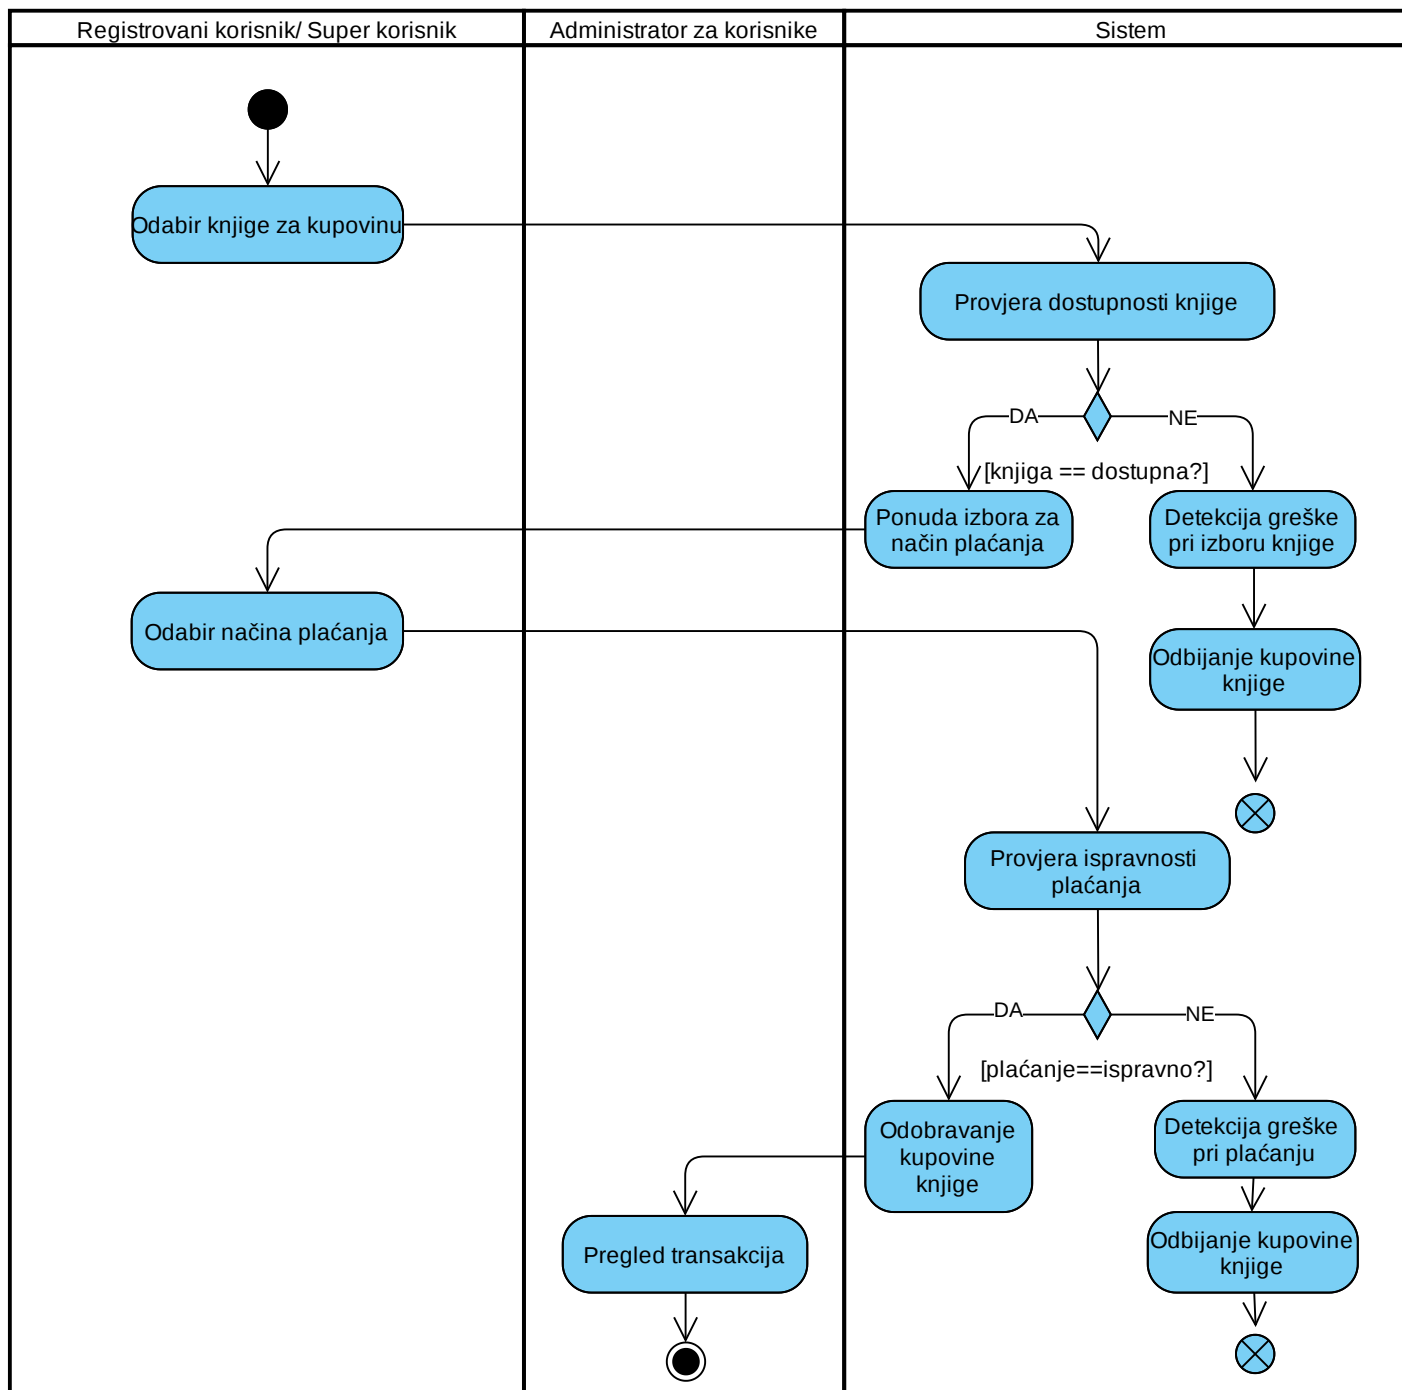 Registrovani korisnik/ Super korisnik
Administrator za korisnike
Sistem
Odabir knjige za kupovinu
Provjera dostupnosti knjige
DA
NE
[knjiga == dostupna?]
Ponuda izbora za
način plaćanja
Detekcija greške
pri izboru knjige
Odabir načina plaćanja
Odbijanje kupovine
knjige
Provjera ispravnosti
plaćanja
DA
NE
[plaćanje==ispravno?]
Odobravanje
kupovine
knjige
Detekcija greške
pri plaćanju
Pregled transakcija
Odbijanje kupovine
knjige